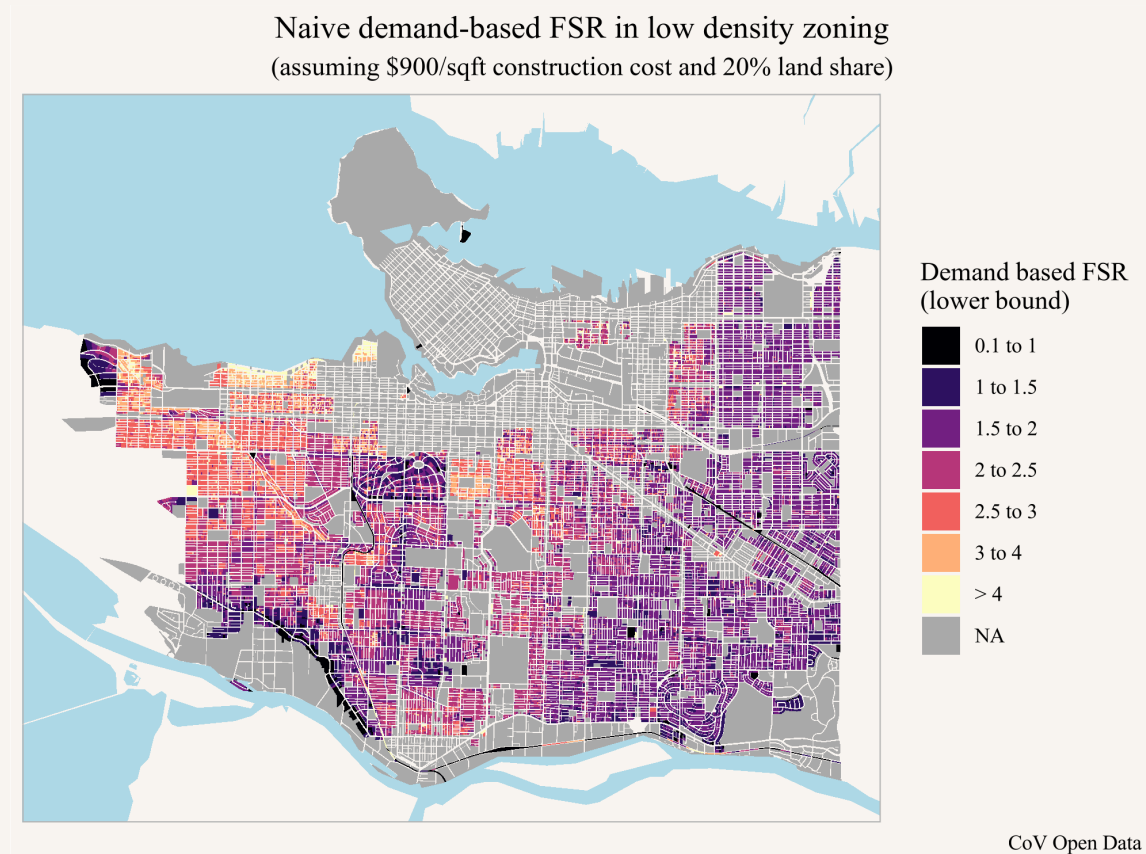 Naive demand-based FSR in low density zoning
(assuming $900/sqft construction cost and 20% land share)
Demand based FSR
(lower bound)
0.1 to 1
1 to 1.5
1.5 to 2
2 to 2.5
2.5 to 3
3 to 4
> 4
NA
CoV Open Data